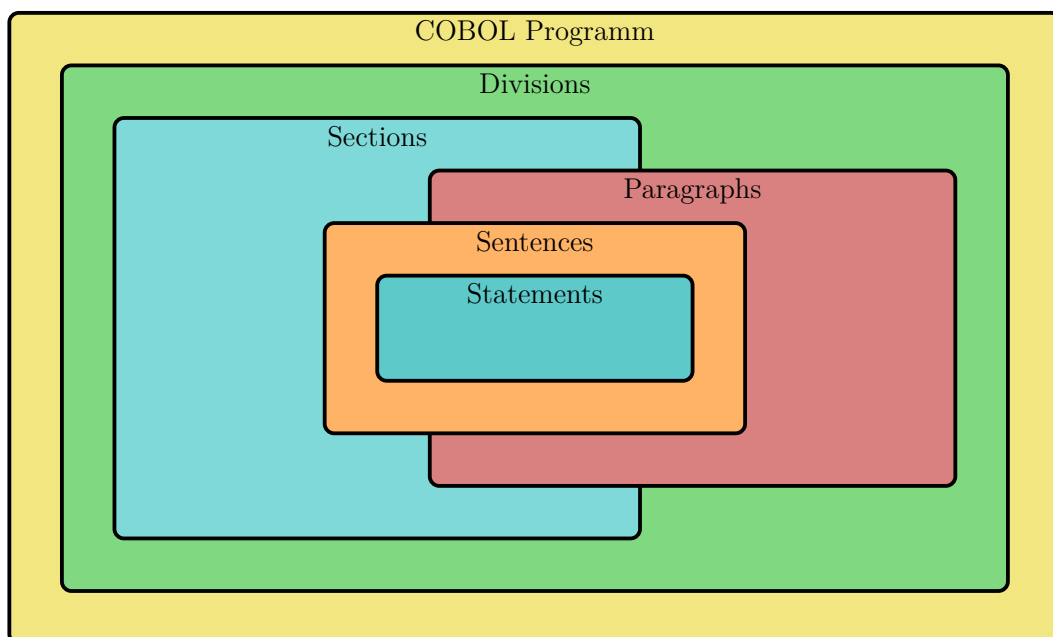 COBOL Programm
Divisions
Sections
Paragraphs
Sentences
Statements